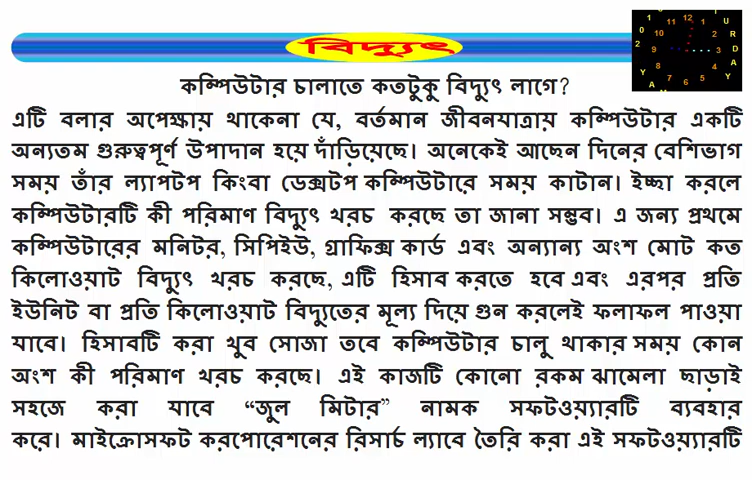 বিদ্যুৎ
কম্পিউটার চালাতে কতটুকু বিদ্যুৎ লাগে?
এটি বলার অপেক্ষায় থাকেনা যে, বর্তমান জীবনযাত্রায় কম্পিউটার একটি
অন্যতম গুরুত্বপূর্ণ উপাদান হয়ে দাঁড়িয়েছে। অনেকেই আছেন দিনের বেশিভাগ
সময় তাঁর ল্যাপটপ কিংবা ডেক্সটপ কম্পিউটারে সময় কাটান। ইচ্ছা করলে
কম্পিউটারটি কী পরিমাণ বিদ্যুৎ খরচ করছে তা জানা সম্ভব। এ জন্য প্রথমে
কম্পিউটারের মনিটর, সিপিইউ, গ্রাফিক্স কার্ড এবং অন্যান্য অংশ মোট কত
কিলোওয়াট বিদ্যুৎ খরচ করছে, এটি হিসাব করতে হবে এবং এরপর প্রতি
ইউনিট বা প্রতি কিলোওয়াট বিদ্যুতের মূল্য দিয়ে গুন করলেই ফলাফল পাওয়া
যাবে। হিসাবটি করা খুব সোজা তবে কম্পিউটার চালু থাকার সময় কোন
অংশ কী পরিমাণ খরচ করছে। এই কাজটি কোনো রকম ঝামেলা ছাড়াই
সহজে করা যাবে “জুল মিটার” নামক সফটওয়্যারটি ব্যবহার
করে। মাইক্রোসফট করপোরেশনের রিসার্চ ল্যাবে তৈরি করা এই সফটওয়্যারটি